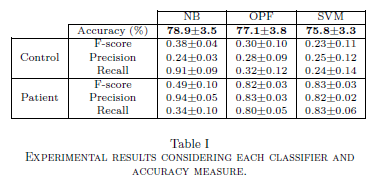 NB OPF SVM
Accuracy (%) 78.9±3.5 77.1±3.8 75.8±3.3
Control F-score 0.38±0.04 0.30±0.10 0.23±0.11
Precision 0.24±0.03 0.28±0.09 0.25±0.12
Recall 0.91±0.09 0.32±0.12 0.24±0.14
Patient F-score 0.49±0.10 0.82±0.03 0.83±0.03
Precision 0.94±0.05 0.83±0.03 0.82±0.02
Recall 0.34±0.10 0.80±0.05 0.83±0.06
Table I
Experimental results considering each classifier and
accuracy measure.